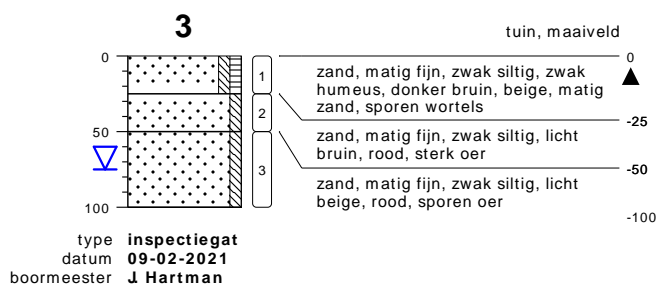 3
tuin, maaiveld
0
0
1
zand, matig fijn, zwak siltig, zwak
humeus, donker bruin, beige, matig
zand, sporen wortels
-25
2
50
zand, matig fijn, zwak siltig, licht
bruin, rood, sterk oer
-50
3
zand, matig fijn, zwak siltig, licht
beige, rood, sporen oer
100
-100
type inspectiegat
datum 09-02-2021
boormeester J Hartman